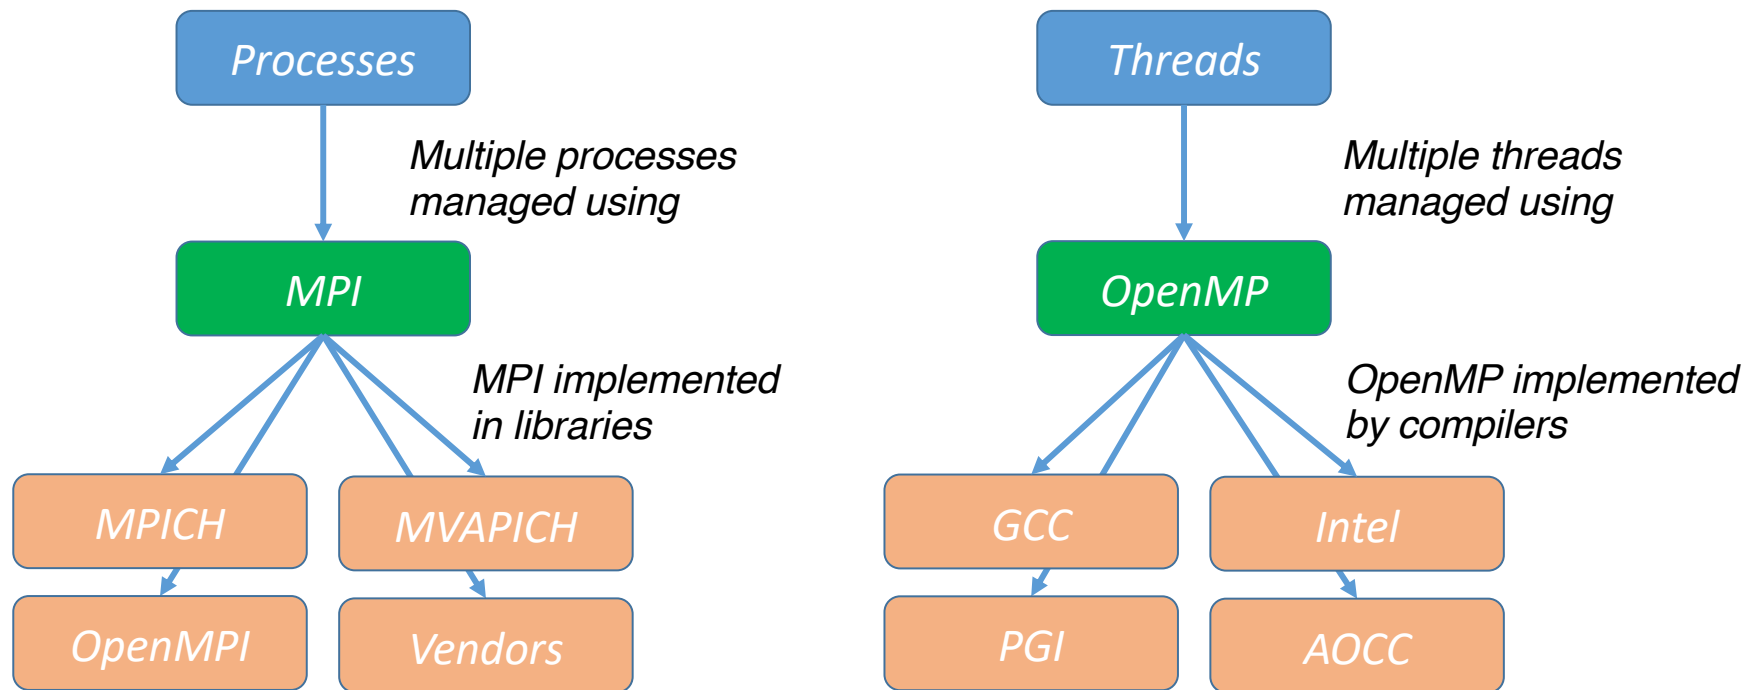 Processes
Multiple processes
managed using
MPI
MPI implemented
in libraries
MPICH
MVAPICH
OpenMPI
Vendors
Threads
Multiple threads
managed using
OpenMP
OpenMP implemented
by compilers
GCC
Intel
PGI
AOCC